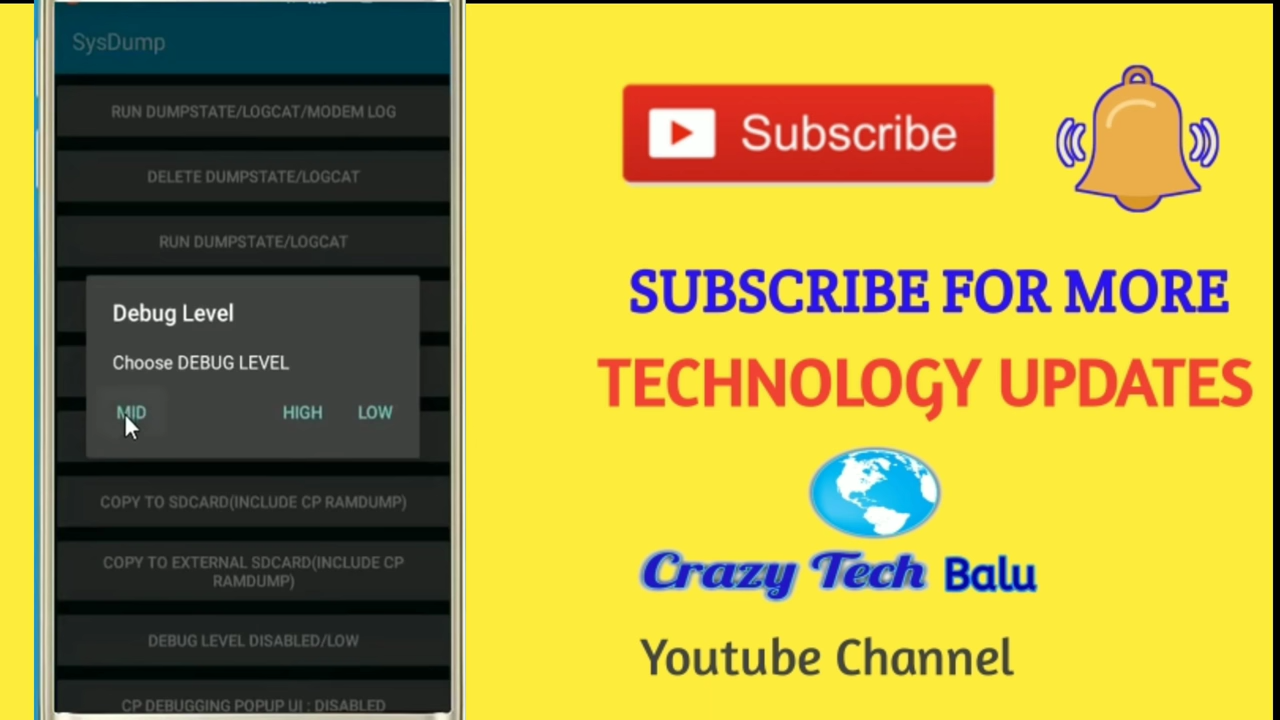 SysDump
RUN DUMPSTATE/LOGCAT/MODEM LOG
DELETE DUMPSTATE/LOGCAT
RUN DUMPSTATE/LOGCAT
Debug Level
Choose DEBUG LEVEL
MID HIGH LOW
COPY TO SDCARD(INCLUDE CP RAMDUMP)
COPY TO EXTERNAL SDCARD(INCLUDE CP
RAMDUMP)
DEBUG LEVEL DISABLED/LOW
CP DEBUGGING POPUP UI : DISABLED
Subscribe
SUBSCRIBE FOR MORE
TECHNOLOGY UPDATES
Crazy Tech Balu
Youtube Channel